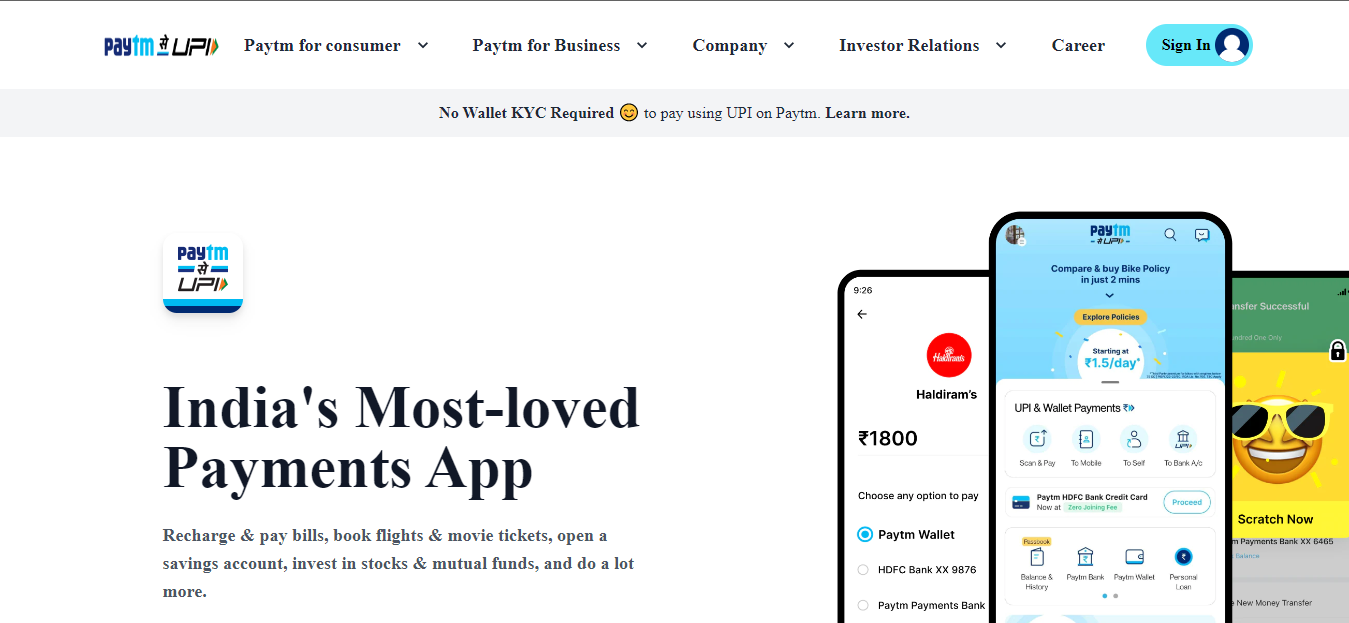 paytm से UPI
Paytm for consumer
Paytm for Business
Company
Investor Relations
Career
Sign In
No Wallet KYC Required 😊 to pay using UPI on Paytm. Learn more.
paytm
से
UPI
India's Most-loved
Payments App
Recharge & pay bills, book flights & movie tickets, open a
savings account, invest in stocks & mutual funds, and do a lot
more.
9:26
Haldiram's
Haldiram's
₹1800
Choose any option to pay
Paytm Wallet
HDFC Bank XX 9876
Paytm Payments Bank
paytm
से UPI
Compare & buy Bike Policy
in just 2 mins
Explore Policies
Starting at
₹1.5/day*
UPI & Wallet Payments
Scan & Pay
To Mobile
To Self
To Bank A/c
Paytm HDFC Bank Credit Card
Now at Zero Joining Fee
Proceed
Passbook
Balance &
History
Paytm Bank
Paytm Wallet
Personal
Loan
nsfer Successful
ndred One Only
Scratch Now
m Payments Bank XX 6465
Balance
New Money Transfer